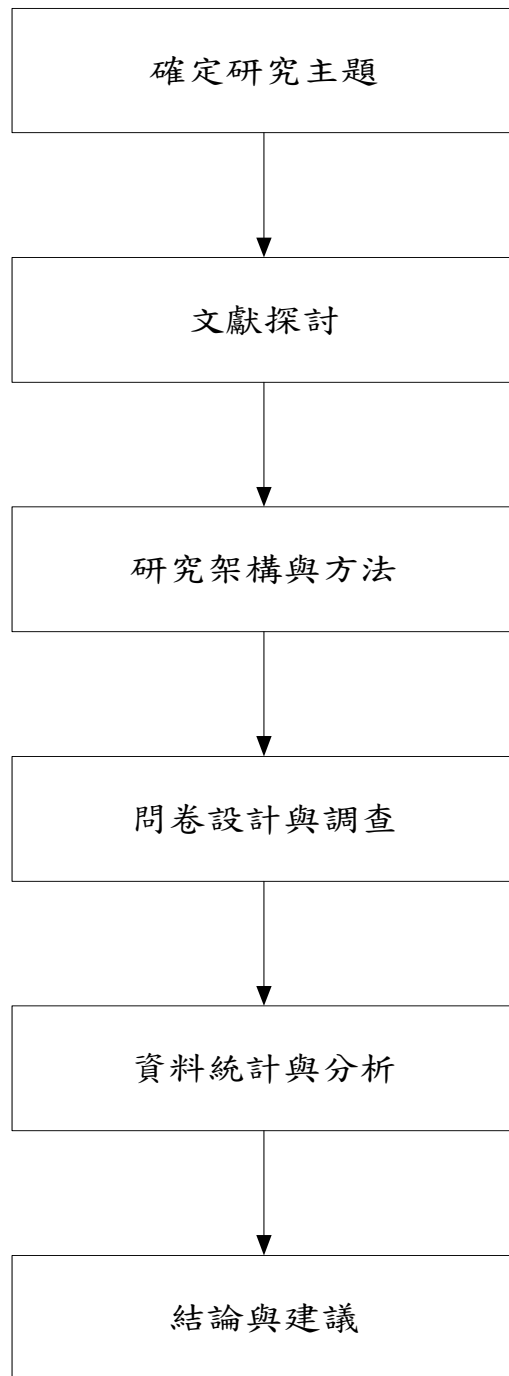 確定研究主題
文獻探討
研究架構與方法
問卷設計與調查
資料統計與分析
結論與建議